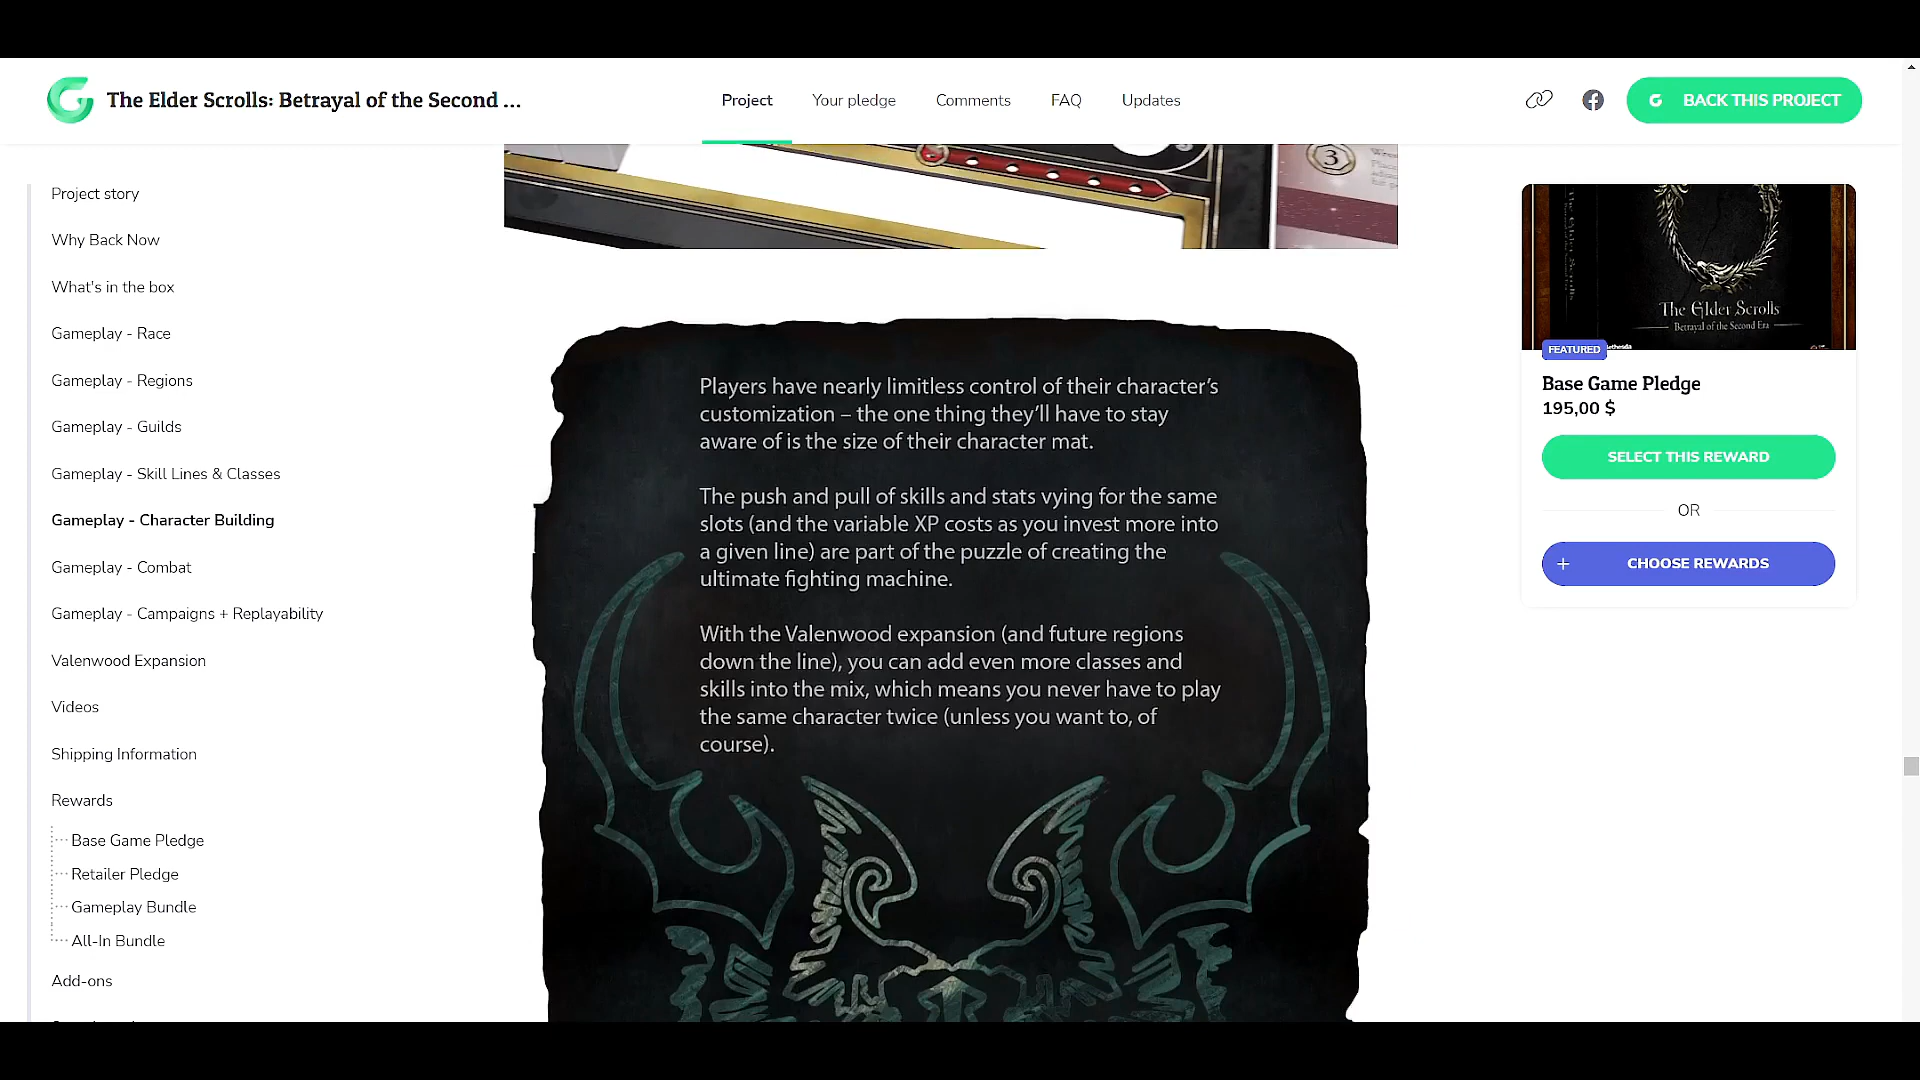 The Elder Scrolls: Betrayal of the Second ...
Project
Your pledge
Comments
FAQ
Updates
BACK THIS PROJECT
Project story
Why Back Now
What's in the box
Gameplay - Race
Gameplay - Regions
Gameplay - Guilds
Gameplay - Skill Lines & Classes
Gameplay - Character Building
Gameplay - Combat
Gameplay - Campaigns + Replayability
Valenwood Expansion
Videos
Shipping Information
Rewards
Base Game Pledge
Retailer Pledge
Gameplay Bundle
All-In Bundle
Add-ons
3
Players have nearly limitless control of their character’s
customization – the one thing they’ll have to stay
aware of is the size of their character mat.
The push and pull of skills and stats vying for the same
slots (and the variable XP costs as you invest more into
a given line) are part of the puzzle of creating the
ultimate fighting machine.
With the Valenwood expansion (and future regions
down the line), you can add even more classes and
skills into the mix, which means you never have to play
the same character twice (unless you want to, of
course).
The Elder Scrolls
Betrayal of the Second Era
FEATURED
Base Game Pledge
195,00 $
SELECT THIS REWARD
OR
+ CHOOSE REWARDS